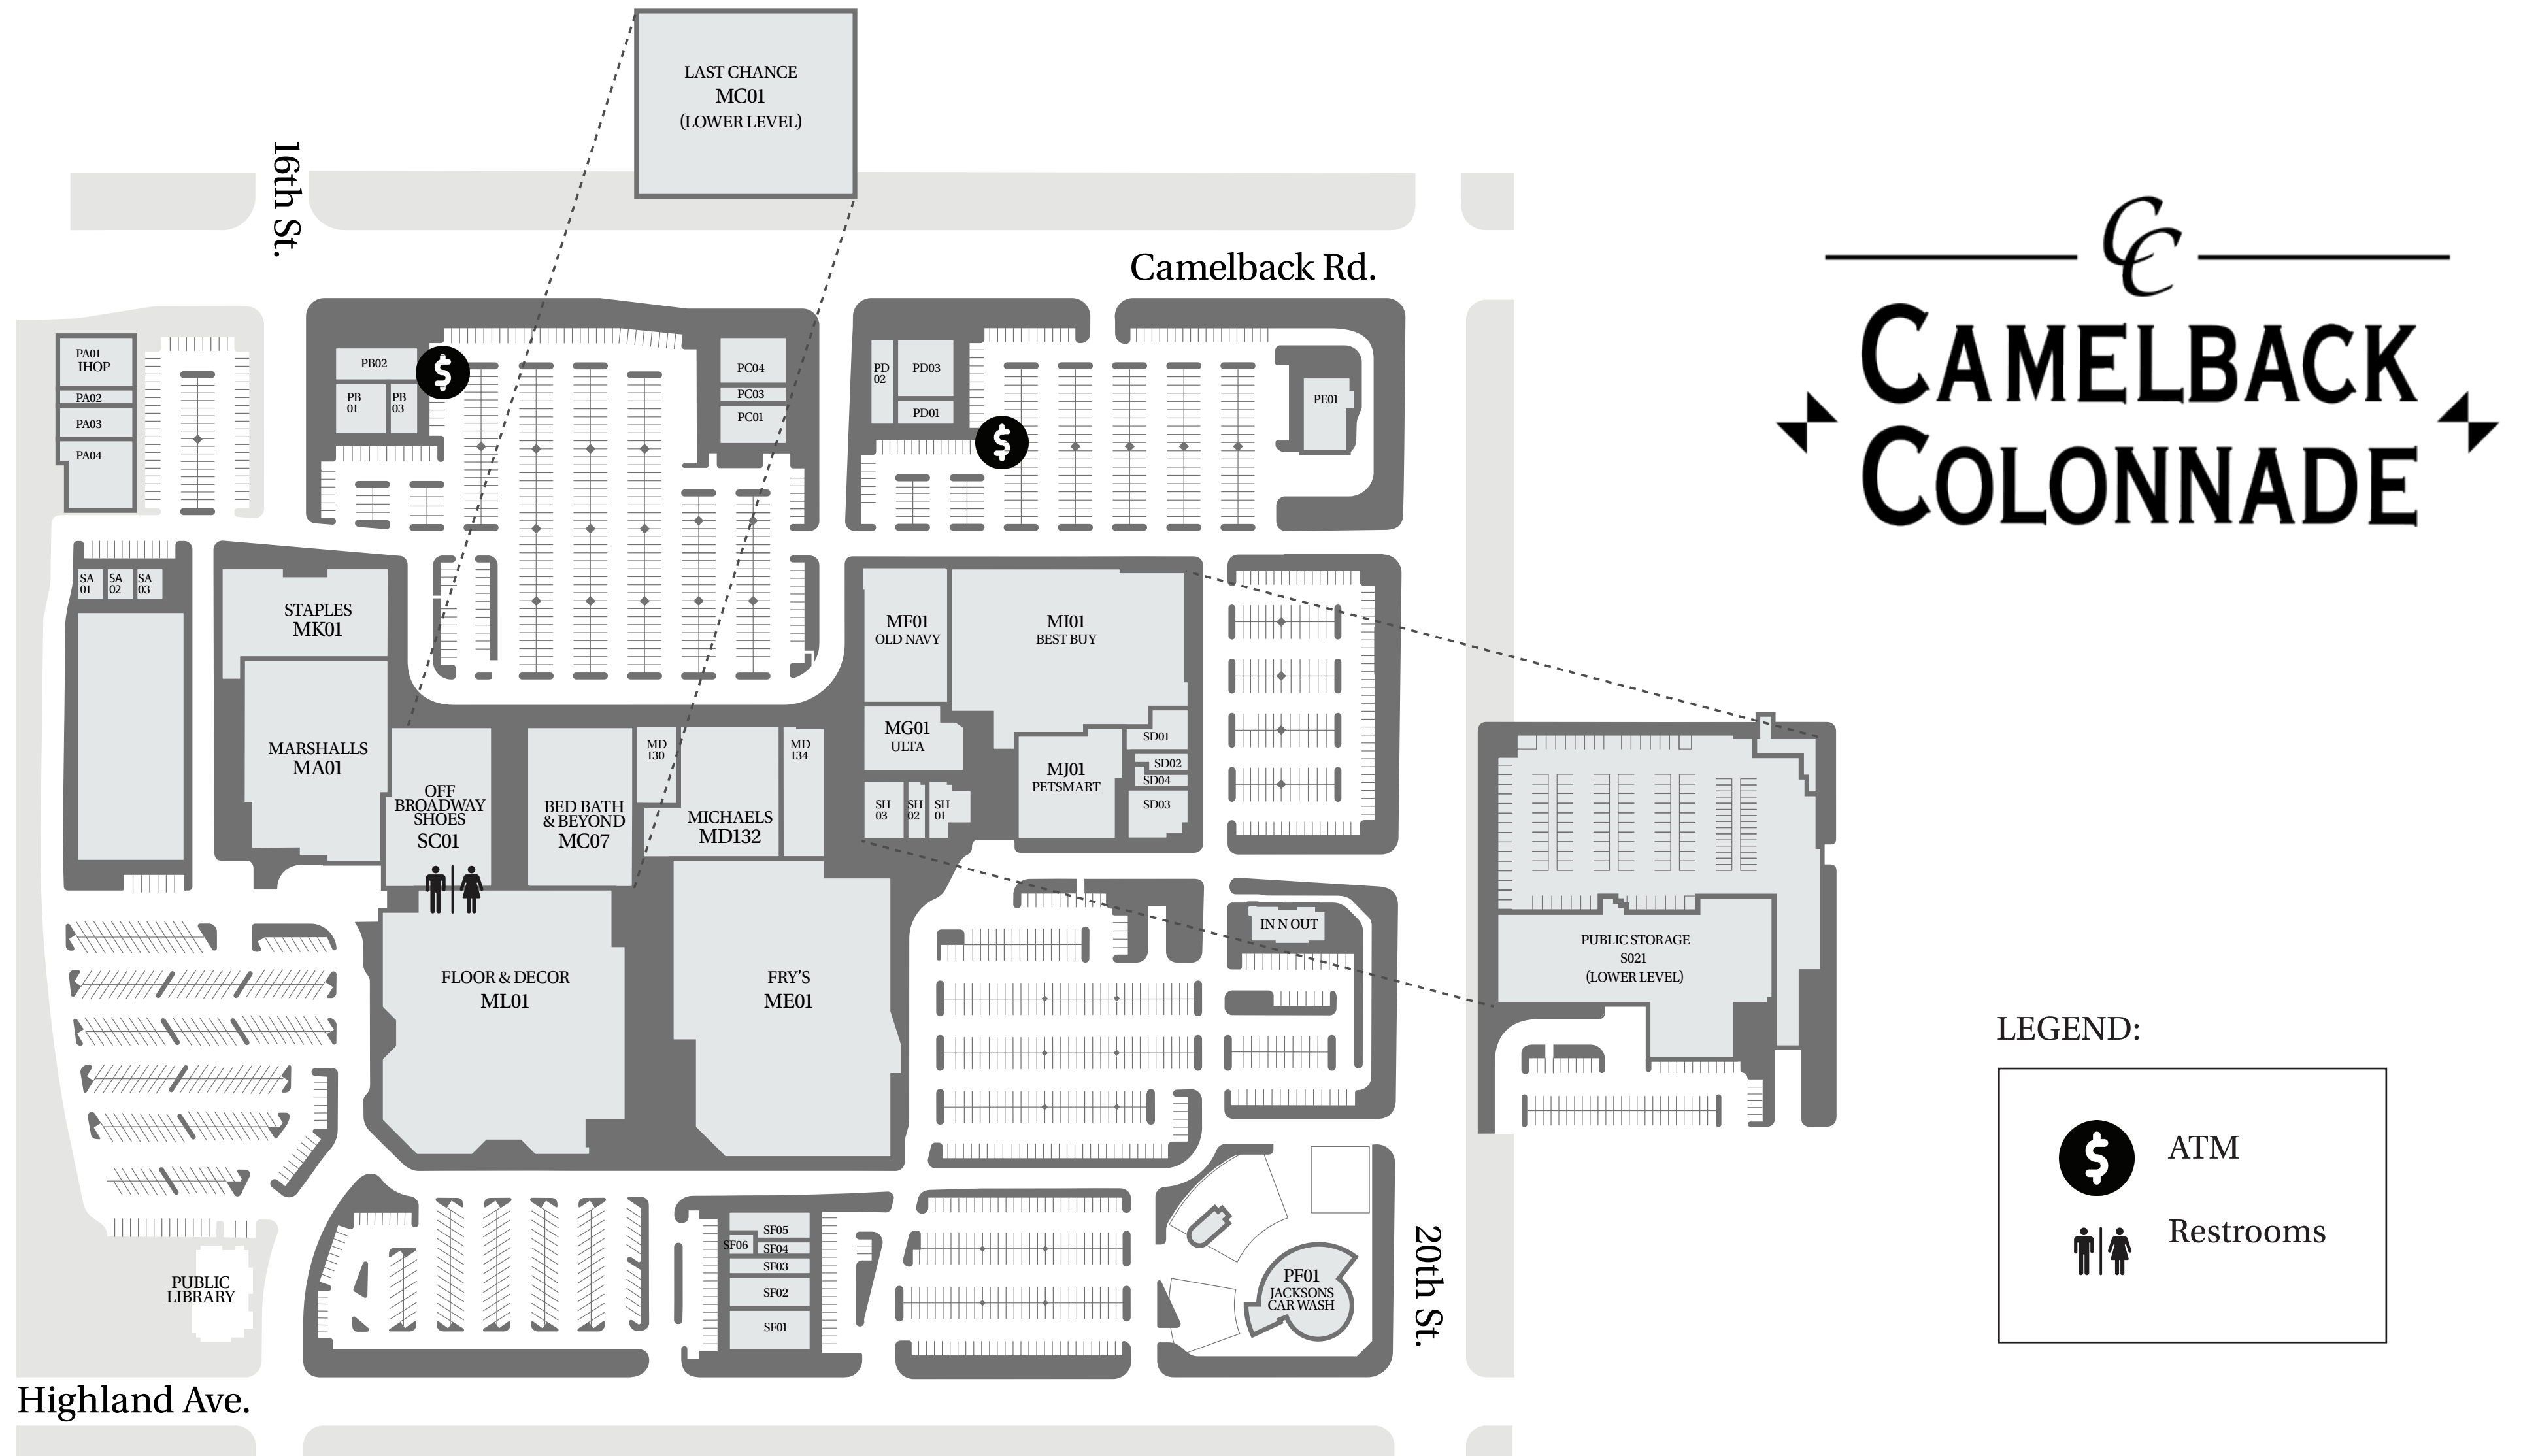 LAST CHANCE
MC01
(LOWER LEVEL)
16th St.
Camelback Rd.
CC
CAMELBACK
COLONNADE
PA01
IHOP
PA02
PA03
PA04
PB02
PB
01
PB
03
$
PC04
PC03
PC01
PD
02
PD03
PD01
$
PE01
SA
01
SA
02
SA
03
STAPLES
MK01
MARSHALLS
MA01
OFF
BROADWAY
SHOES
SC01
BED BATH
& BEYOND
MC07
MD
130
MICHAELS
MD132
MD
134
MF01
OLD NAVY
MI01
BEST BUY
MG01
ULTA
MJ01
PETSMART
SD01
SD02
SD04
SD03
SH
03
SH
02
SH
01
FLOOR & DECOR
ML01
FRY'S
ME01
IN N OUT
PUBLIC STORAGE
S021
(LOWER LEVEL)
SF05
SF06
SF04
SF03
SF02
SF01
PF01
JACKSONS
CAR WASH
20th St.
PUBLIC
LIBRARY
Highland Ave.
LEGEND:
$
ATM
Restrooms